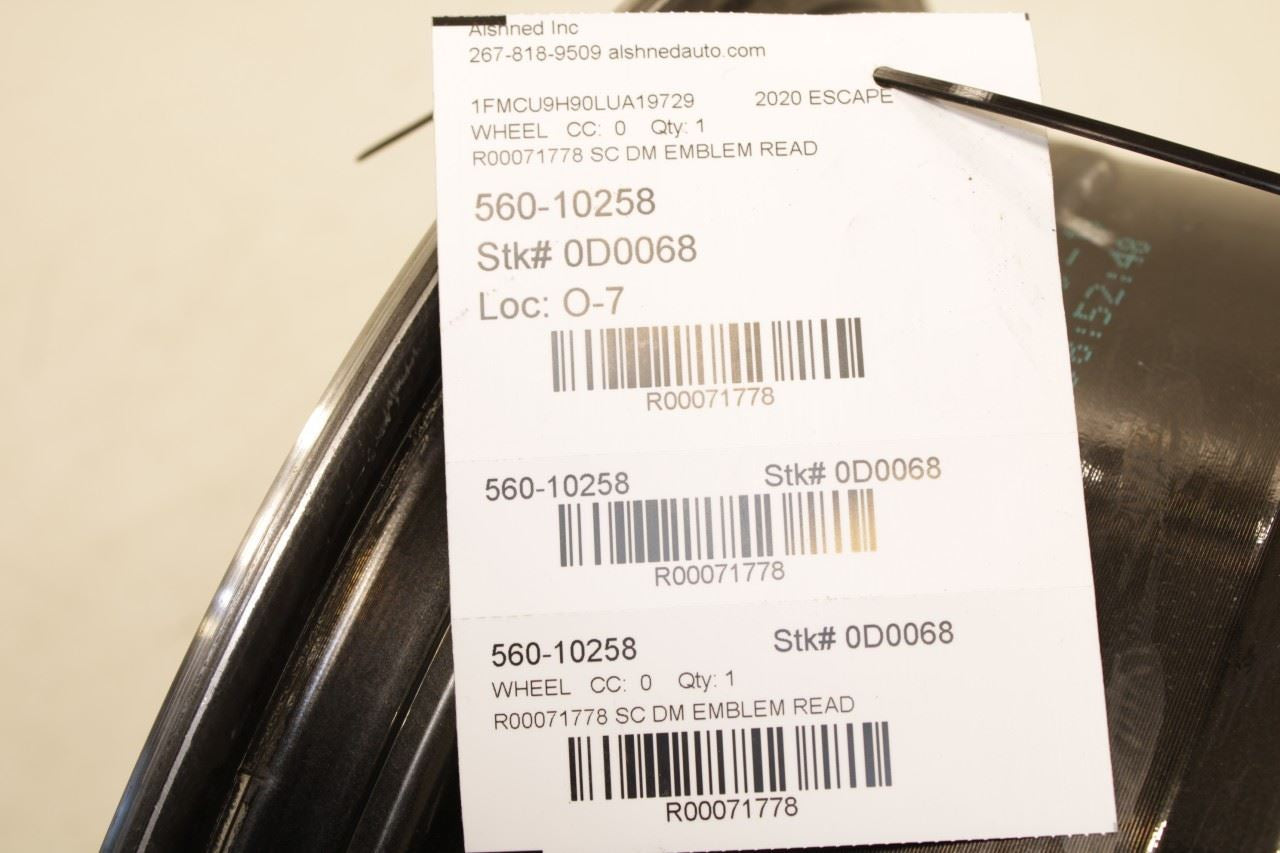 Alshned Inc
267-818-9509 alshnedauto.com
1FMCU9H90LUA19729 2020 ESCAPE
WHEEL CC: 0 Qty: 1
R00071778 SC DM EMBLEM READ
560-10258
Stk# 0D0068
Loc: O-7
R00071778
560-10258 Stk# 0D0068
R00071778
560-10258 Stk# 0D0068
WHEEL CC: 0 Qty: 1
R00071778 SC DM EMBLEM READ
R00071778
:52:48